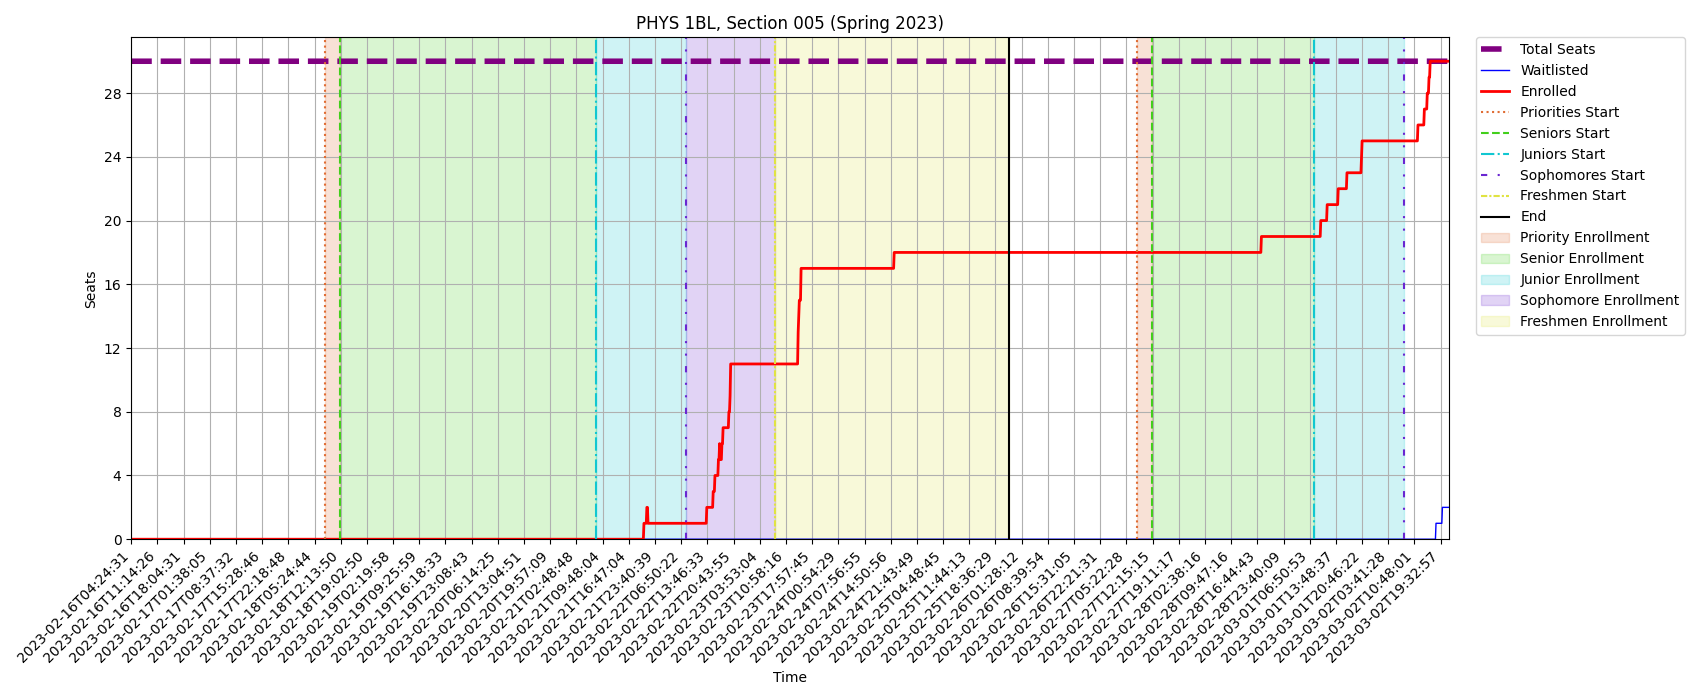 PHYS 1BL, Section 005 (Spring 2023)
Total Seats
Waitlisted
Enrolled
Priorities Start
Seniors Start
Juniors Start
Sophomores Start
Freshmen Start
End
Priority Enrollment
Senior Enrollment
Junior Enrollment
Sophomore Enrollment
Freshmen Enrollment
Seats
28
24
20
16
12
8
4
0
2023-02-16T04:24:31
2023-02-16T11:14:26
2023-02-16T18:04:31
2023-02-17T01:38:05
2023-02-17T08:37:32
2023-02-17T15:28:46
2023-02-17T22:18:48
2023-02-18T05:24:44
2023-02-18T12:13:50
2023-02-18T19:02:50
2023-02-19T02:19:58
2023-02-19T09:25:59
2023-02-19T16:18:33
2023-02-19T23:08:43
2023-02-20T06:14:25
2023-02-20T13:04:51
2023-02-20T19:57:09
2023-02-21T02:48:48
2023-02-21T09:48:04
2023-02-21T16:47:04
2023-02-21T23:40:39
2023-02-22T06:50:22
2023-02-22T13:46:33
2023-02-22T20:43:55
2023-02-23T03:53:04
2023-02-23T10:58:16
2023-02-23T17:57:45
2023-02-24T00:54:29
2023-02-24T07:56:55
2023-02-24T14:50:56
2023-02-24T21:43:49
2023-02-25T04:48:45
2023-02-25T11:44:13
2023-02-25T18:36:29
2023-02-26T01:28:12
2023-02-26T08:39:54
2023-02-26T15:31:05
2023-02-26T22:21:31
2023-02-27T05:22:28
2023-02-27T12:15:15
2023-02-27T19:11:17
2023-02-28T02:38:16
2023-02-28T09:47:16
2023-02-28T16:44:43
2023-02-28T23:40:09
2023-03-01T06:50:53
2023-03-01T13:48:37
2023-03-01T20:46:22
2023-03-02T03:41:28
2023-03-02T10:48:01
2023-03-02T19:32:57
Time